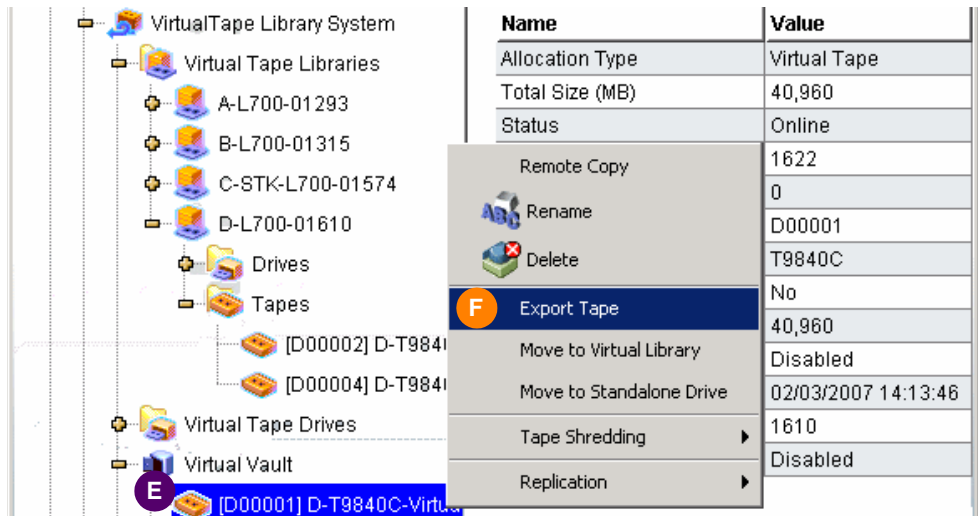 VirtualTape Library System
Virtual Tape Libraries
A-L700-01293
B-L700-01315
C-STK-L700-01574
D-L700-01610
Drives
Tapes
[D00002] D-T984
[D00004] D-T984
Virtual Tape Drives
Virtual Vault
E
[D00001] D-T9840C-Virtua
Remote Copy
ABC
Rename
Delete
F Export Tape
Move to Virtual Library
Move to Standalone Drive
Tape Shredding
Replication
Name Value
Allocation Type Virtual Tape
Total Size (MB) 40,960
Status Online
1622
0
D00001
T9840C
No
40,960
Disabled
02/03/2007 14:13:46
1610
Disabled